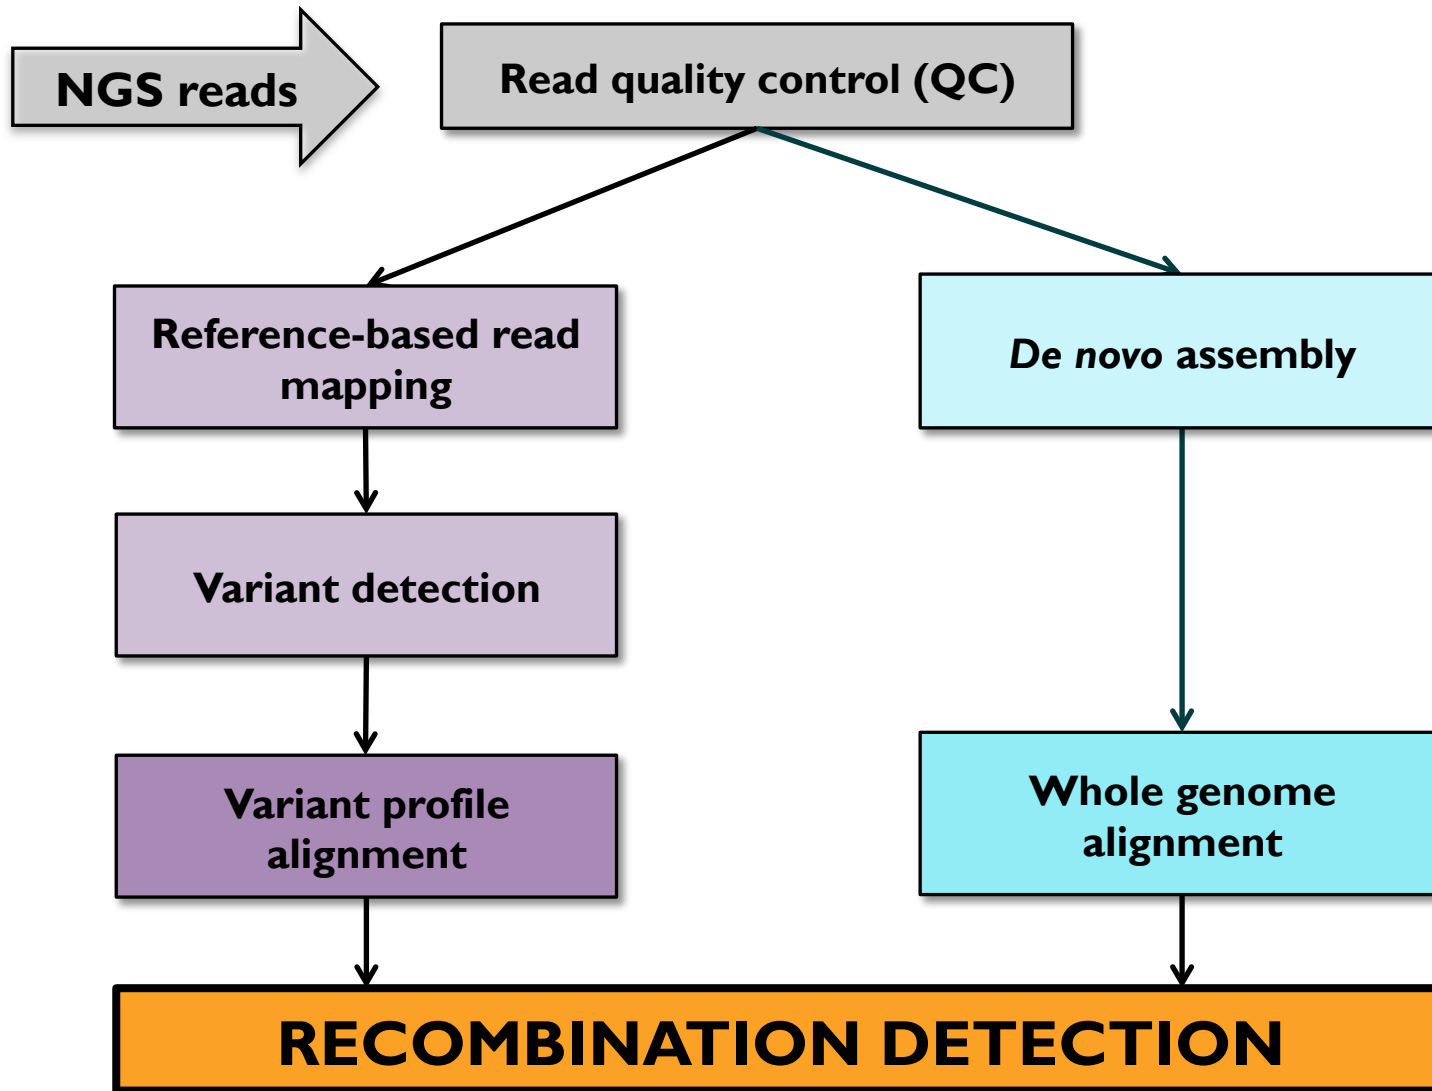 NGS reads
Read quality control (QC)
Reference-based read
mapping
De novo assembly
Variant detection
Variant profile
alignment
Whole genome
alignment
RECOMBINATION DETECTION